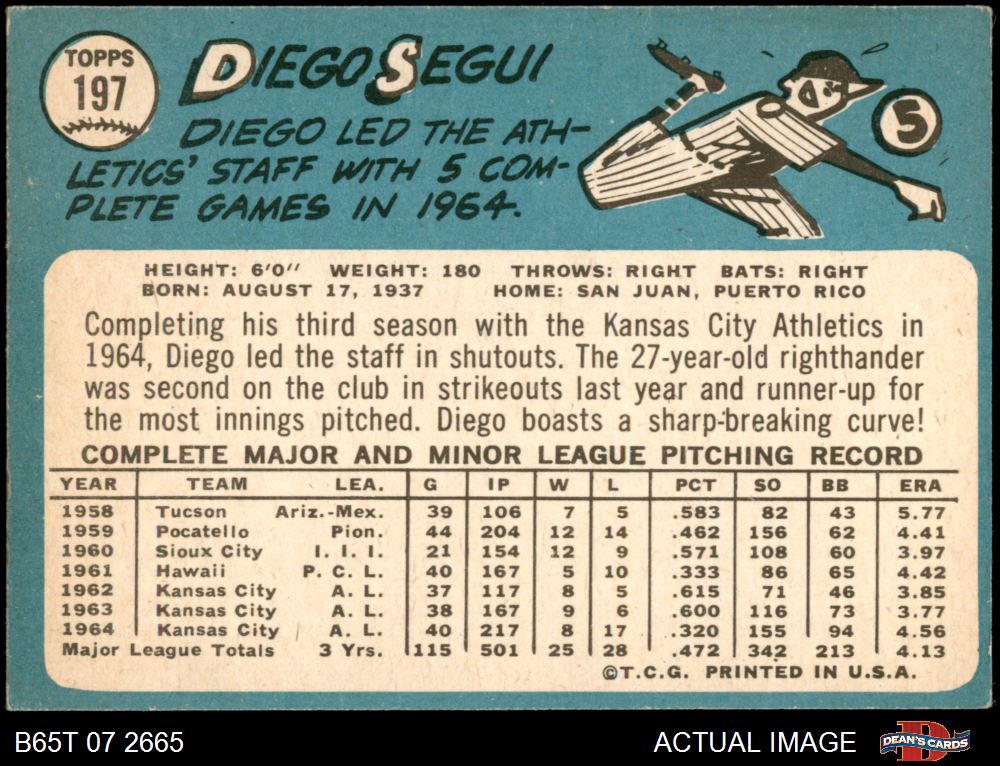 TOPPS
197
DIEGO SEGUI
5
DIEGO LED THE ATH-
LETICS' STAFF WITH 5 COM-
PLETE GAMES IN 1964.
HEIGHT: 6'0" WEIGHT: 180 THROWS: RIGHT BATS: RIGHT
BORN: AUGUST 17, 1937 HOME: SAN JUAN, PUERTO RICO
Completing his third season with the Kansas City Athletics in
1964, Diego led the staff in shutouts. The 27-year-old righthander
was second on the club in strikeouts last year and runner-up for
the most innings pitched. Diego boasts a sharp-breaking curve!
COMPLETE MAJOR AND MINOR LEAGUE PITCHING RECORD
YEAR TEAM LEA. G IP W L PCT SO BB ERA
1958 Tucson Ariz.-Mex. 39 106 7 5 .583 82 43 5.77
1959 Pocatello Pion. 44 204 12 14 .462 156 62 4.41
1960 Sioux City I. I. I. 21 154 12 9 .571 108 60 3.97
1961 Hawaii P. C. L. 40 167 5 10 .333 86 65 4.42
1962 Kansas City A. L. 37 117 8 5 .615 71 46 3.85
1963 Kansas City A. L. 38 167 9 6 .600 116 73 3.77
1964 Kansas City A. L. 40 217 8 17 .320 155 94 4.56
Major League Totals 3 Yrs. 115 501 25 28 .472 342 213 4.13
©T.C.G. PRINTED IN U.S.A.
B65T 07 2665
ACTUAL IMAGE
D
DEAN'S CARDS